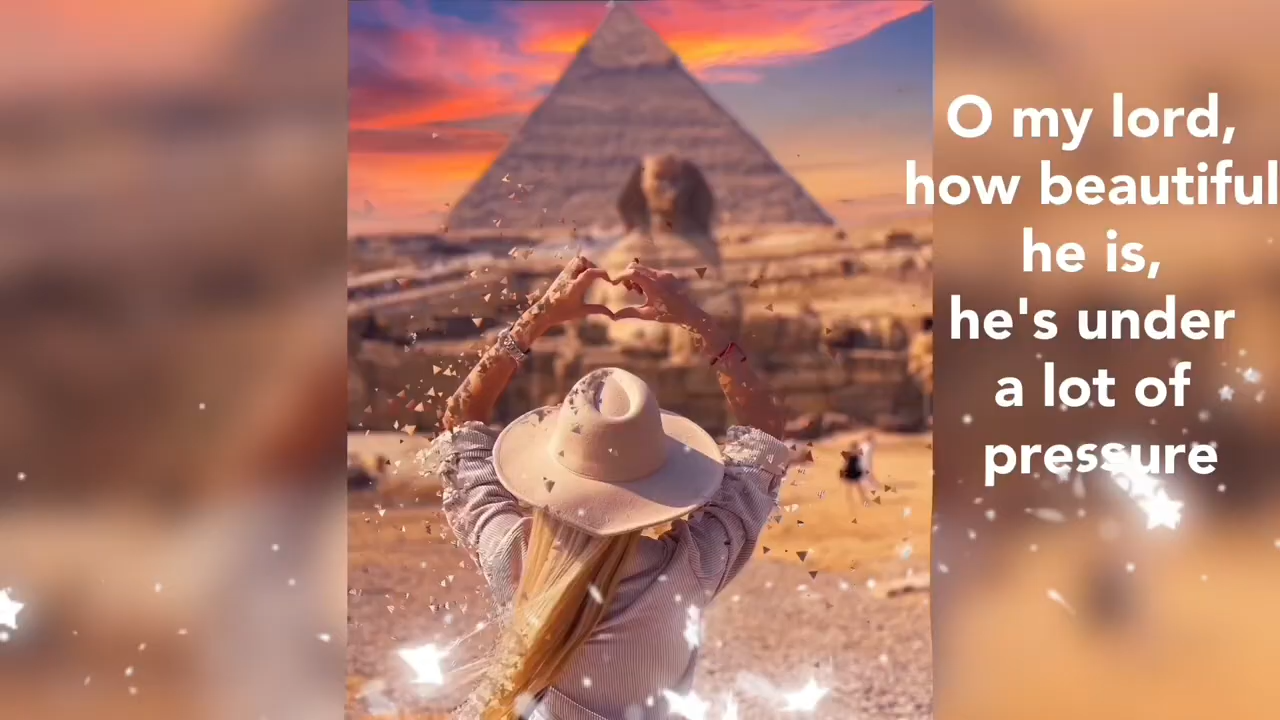 O my lord,
how beautiful
he is,
he's under
a lot of
pressure